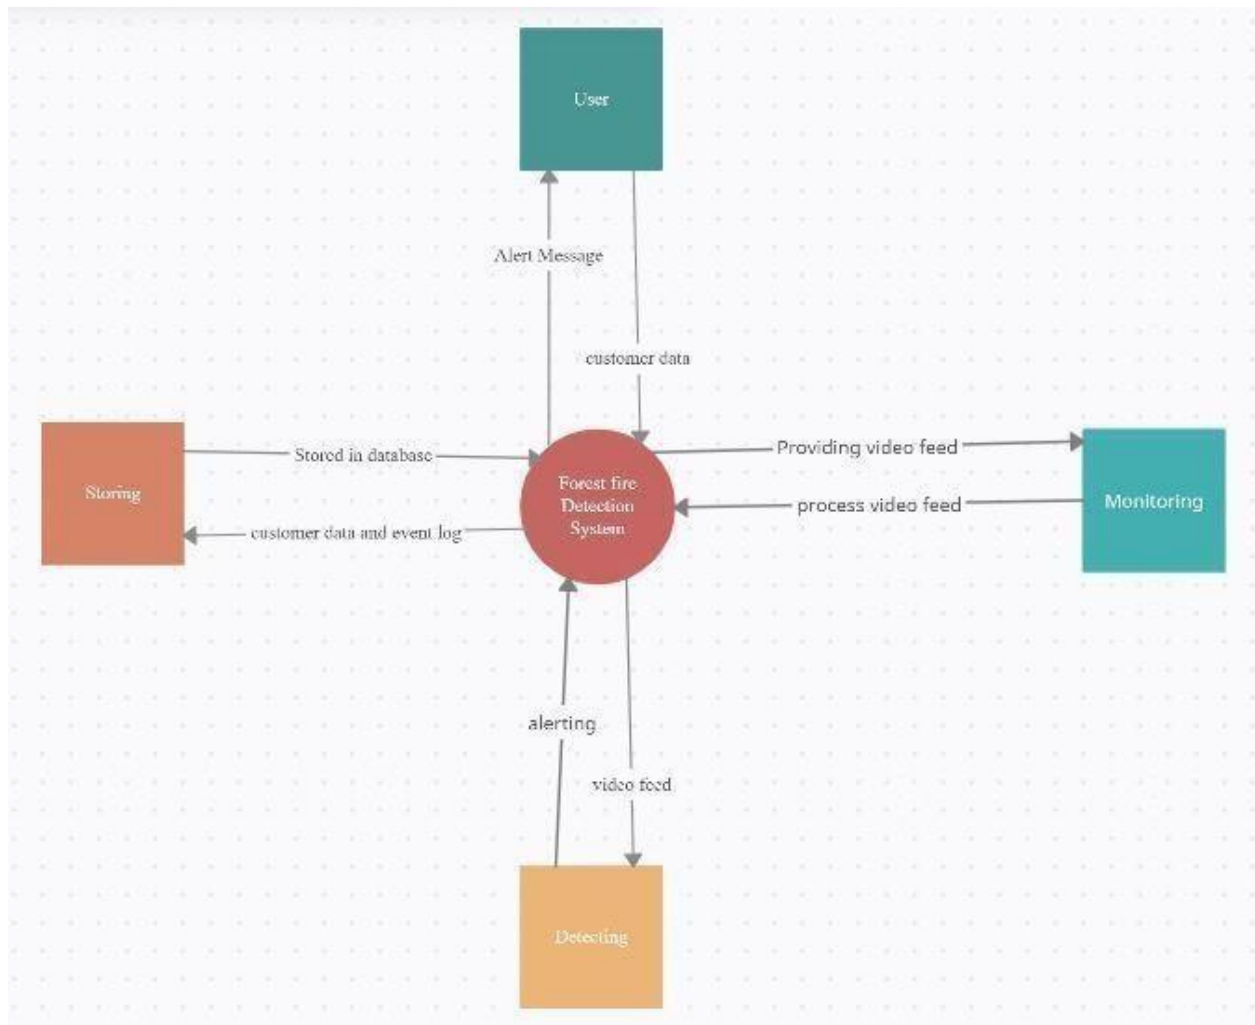 User
Alert Message
customer data
Stored in database
Providing video feed
Storing
Forest fire
Detection
System
Monitoring
process video feed
customer data and event log
alerting
video feed
Detecting